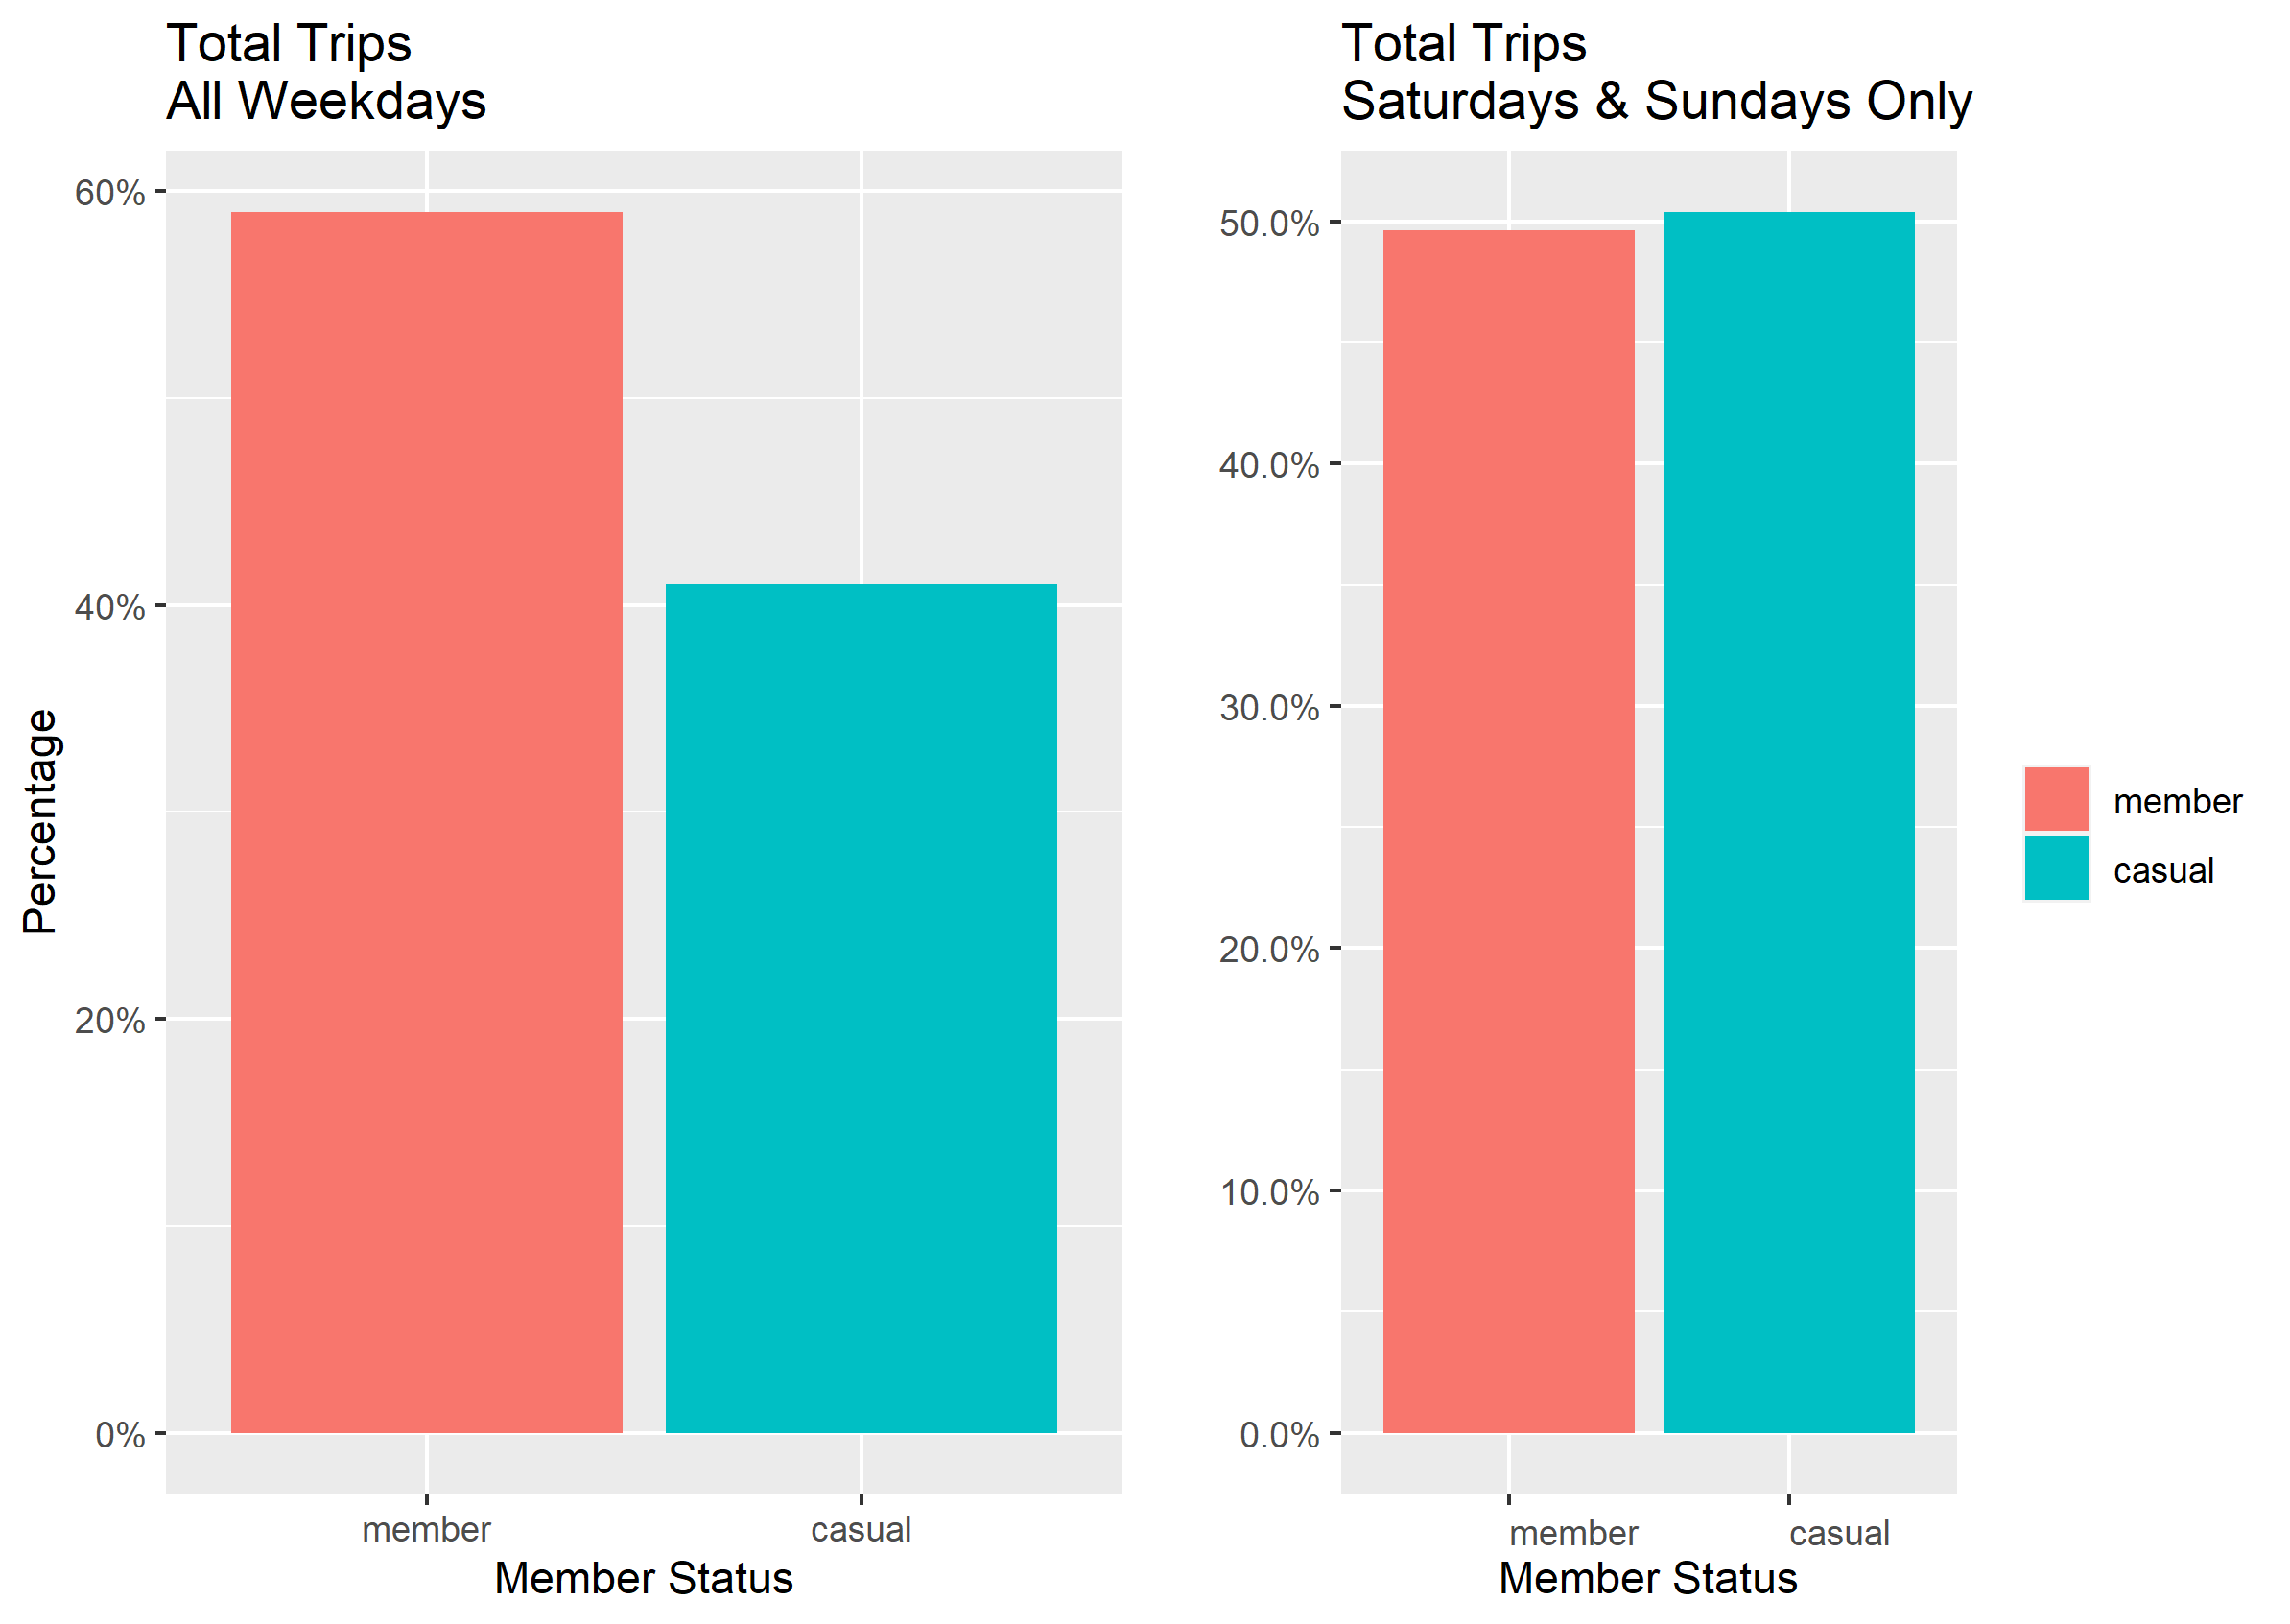 Total Trips
All Weekdays
Percentage
60%
40%
20%
0%
member
casual
Member Status
Total Trips
Saturdays & Sundays Only
50.0%
40.0%
30.0%
20.0%
10.0%
0.0%
member
casual
Member Status
member
casual